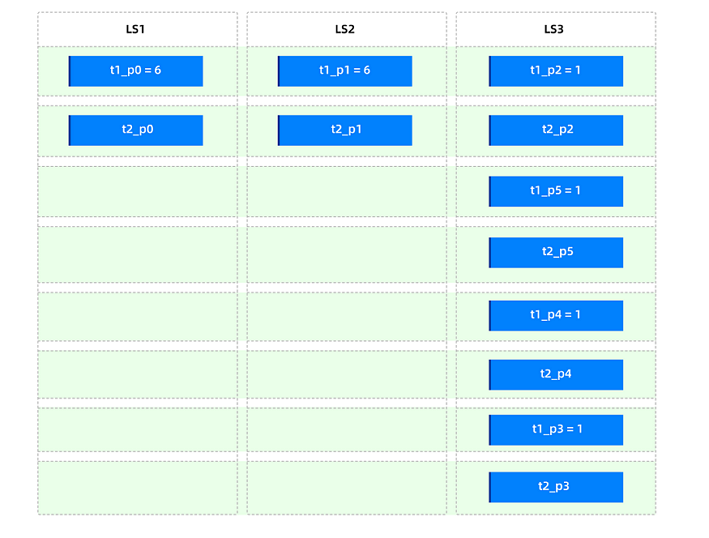 LS1 LS2 LS3
t1_p0 = 6 t1_p1 = 6 t1_p2 = 1
t2_p0 t2_p1 t2_p2
t1_p5 = 1
t2_p5
t1_p4 = 1
t2_p4
t1_p3 = 1
t2_p3